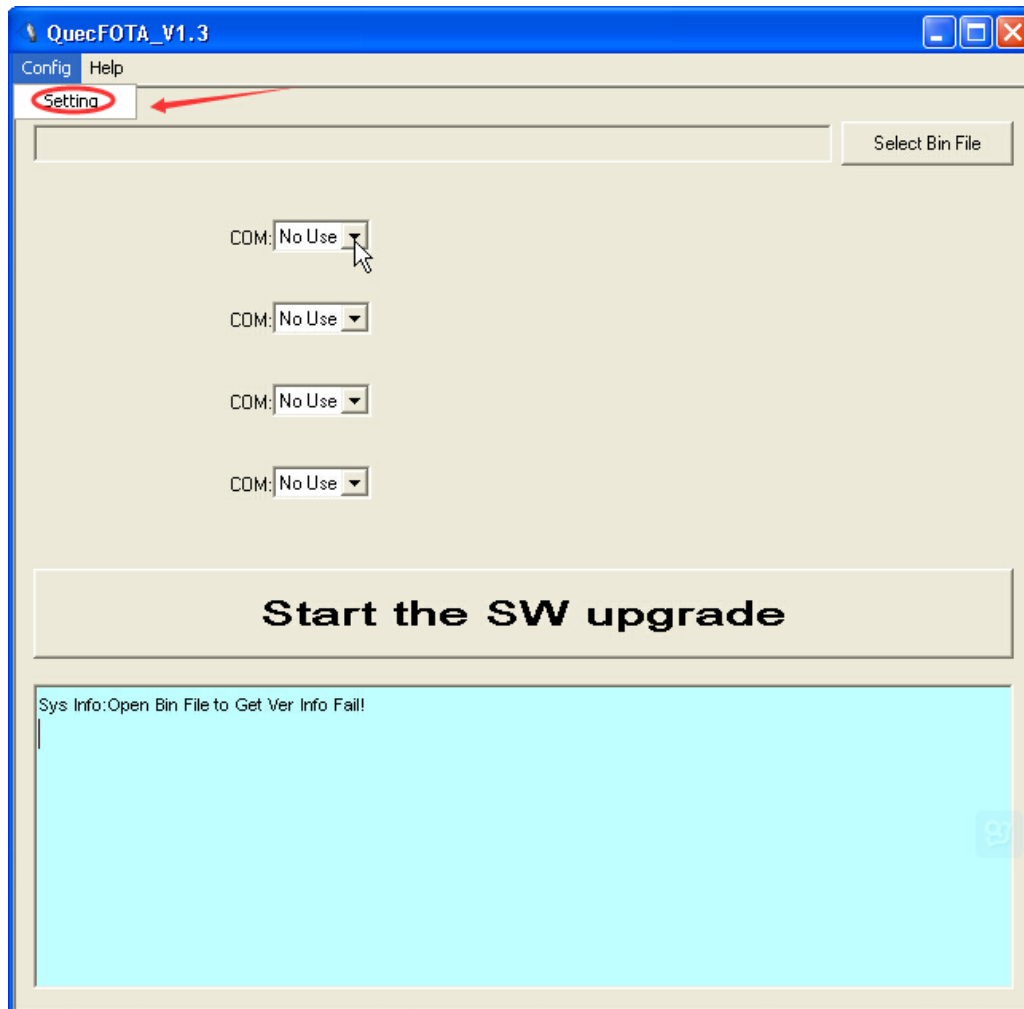 QuecFOTA_V1.3
Config Help
Setting
Select Bin File
COM: No Use
COM: No Use
COM: No Use
COM: No Use
Start the SW upgrade
Sys Info:Open Bin File to Get Ver Info Fail!